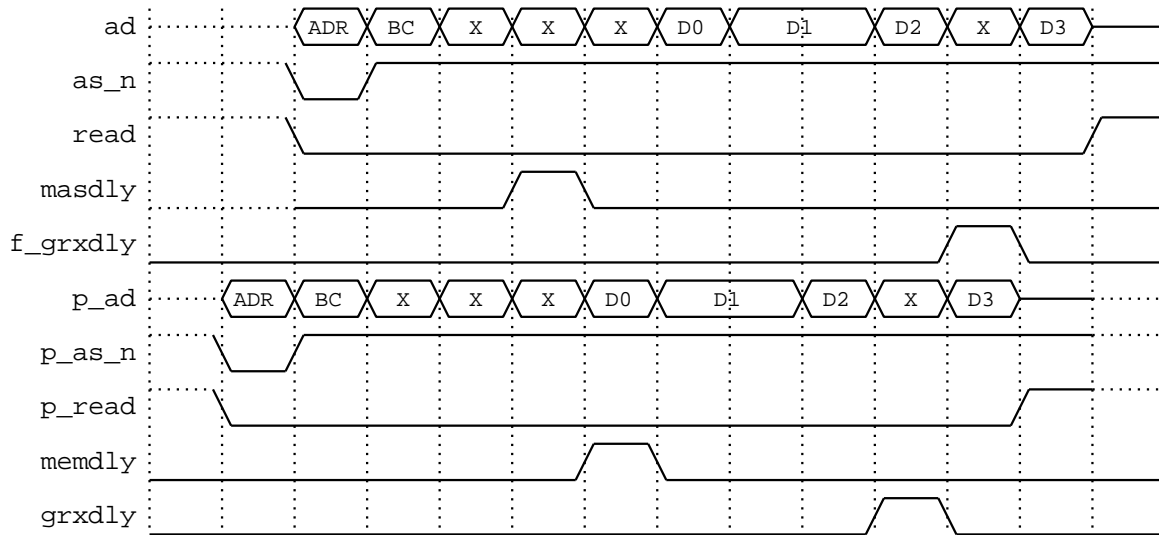 ad ADR BC X X X D0 D1 D2 X D3
as_n
read
masdly
f_grxdly
p_ad ADR BC X X X D0 D1 D2 X D3
p_as_n
p_read
memdly
grxdly